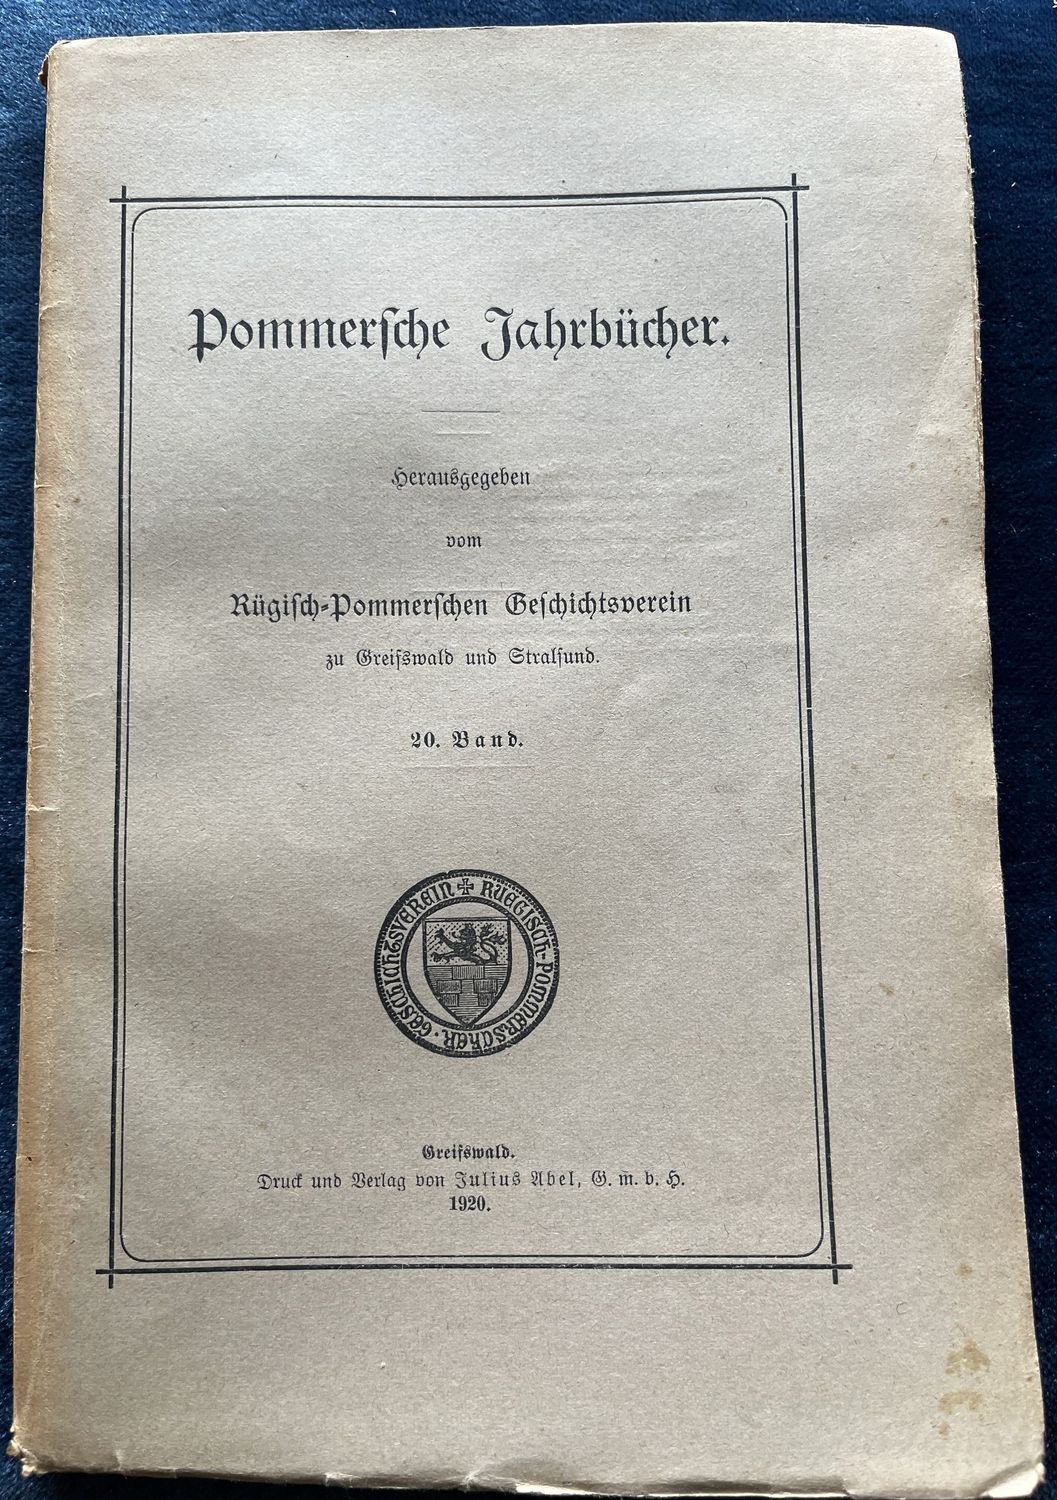 Pommersche Jahrbücher.
Herausgegeben
vom
Rügisch-Pommerschen Geschichtsverein
zu Greifswald und Stralsund.
20. Band.
RUEGISCH-POMMERSCHER · GESCHICHTSVEREIN
Greifswald.
Druck und Verlag von Julius Abel, G. m. b. H.
1920.